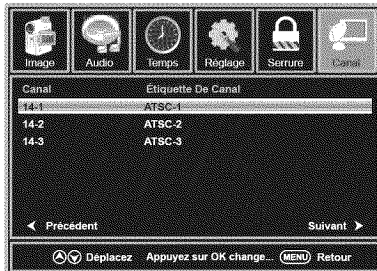 Image Audio Temps Réglage Serrure Canal
Canal Étiquette De Canal
14-1 ATSC-1
14-2 ATSC-2
14-3 ATSC-3
Précédent Suivant
Déplacez Appuyez sur OK change... MENU Retour